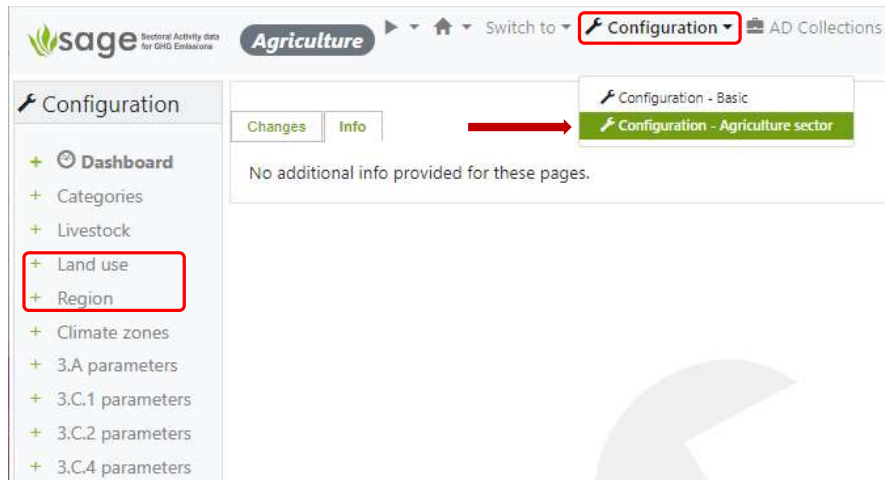 sage Sectoral Activity data
for GHG Emissions
Agriculture
Switch to
Configuration
AD Collections
Configuration - Basic
Configuration - Agriculture sector
Configuration
+ Dashboard
+ Categories
+ Livestock
+ Land use
+ Region
+ Climate zones
+ 3.A parameters
+ 3.C.1 parameters
+ 3.C.2 parameters
+ 3.C.4 parameters
Changes
Info
No additional info provided for these pages.